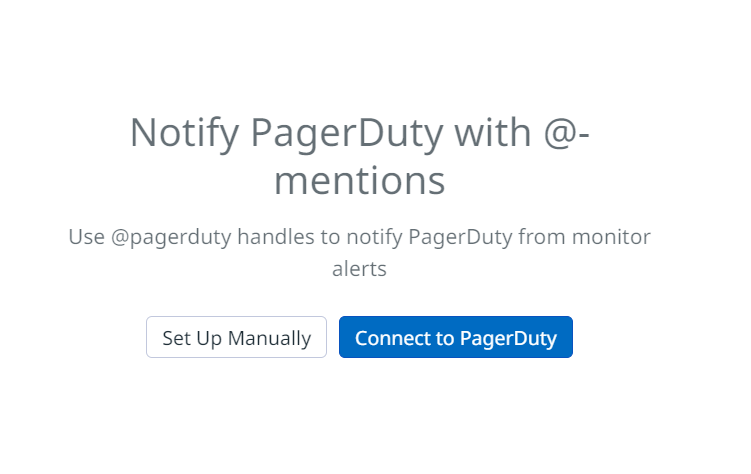 Notify PagerDuty with @-
mentions
Use @pagerduty handles to notify PagerDuty from monitor
alerts
Set Up Manually
Connect to PagerDuty